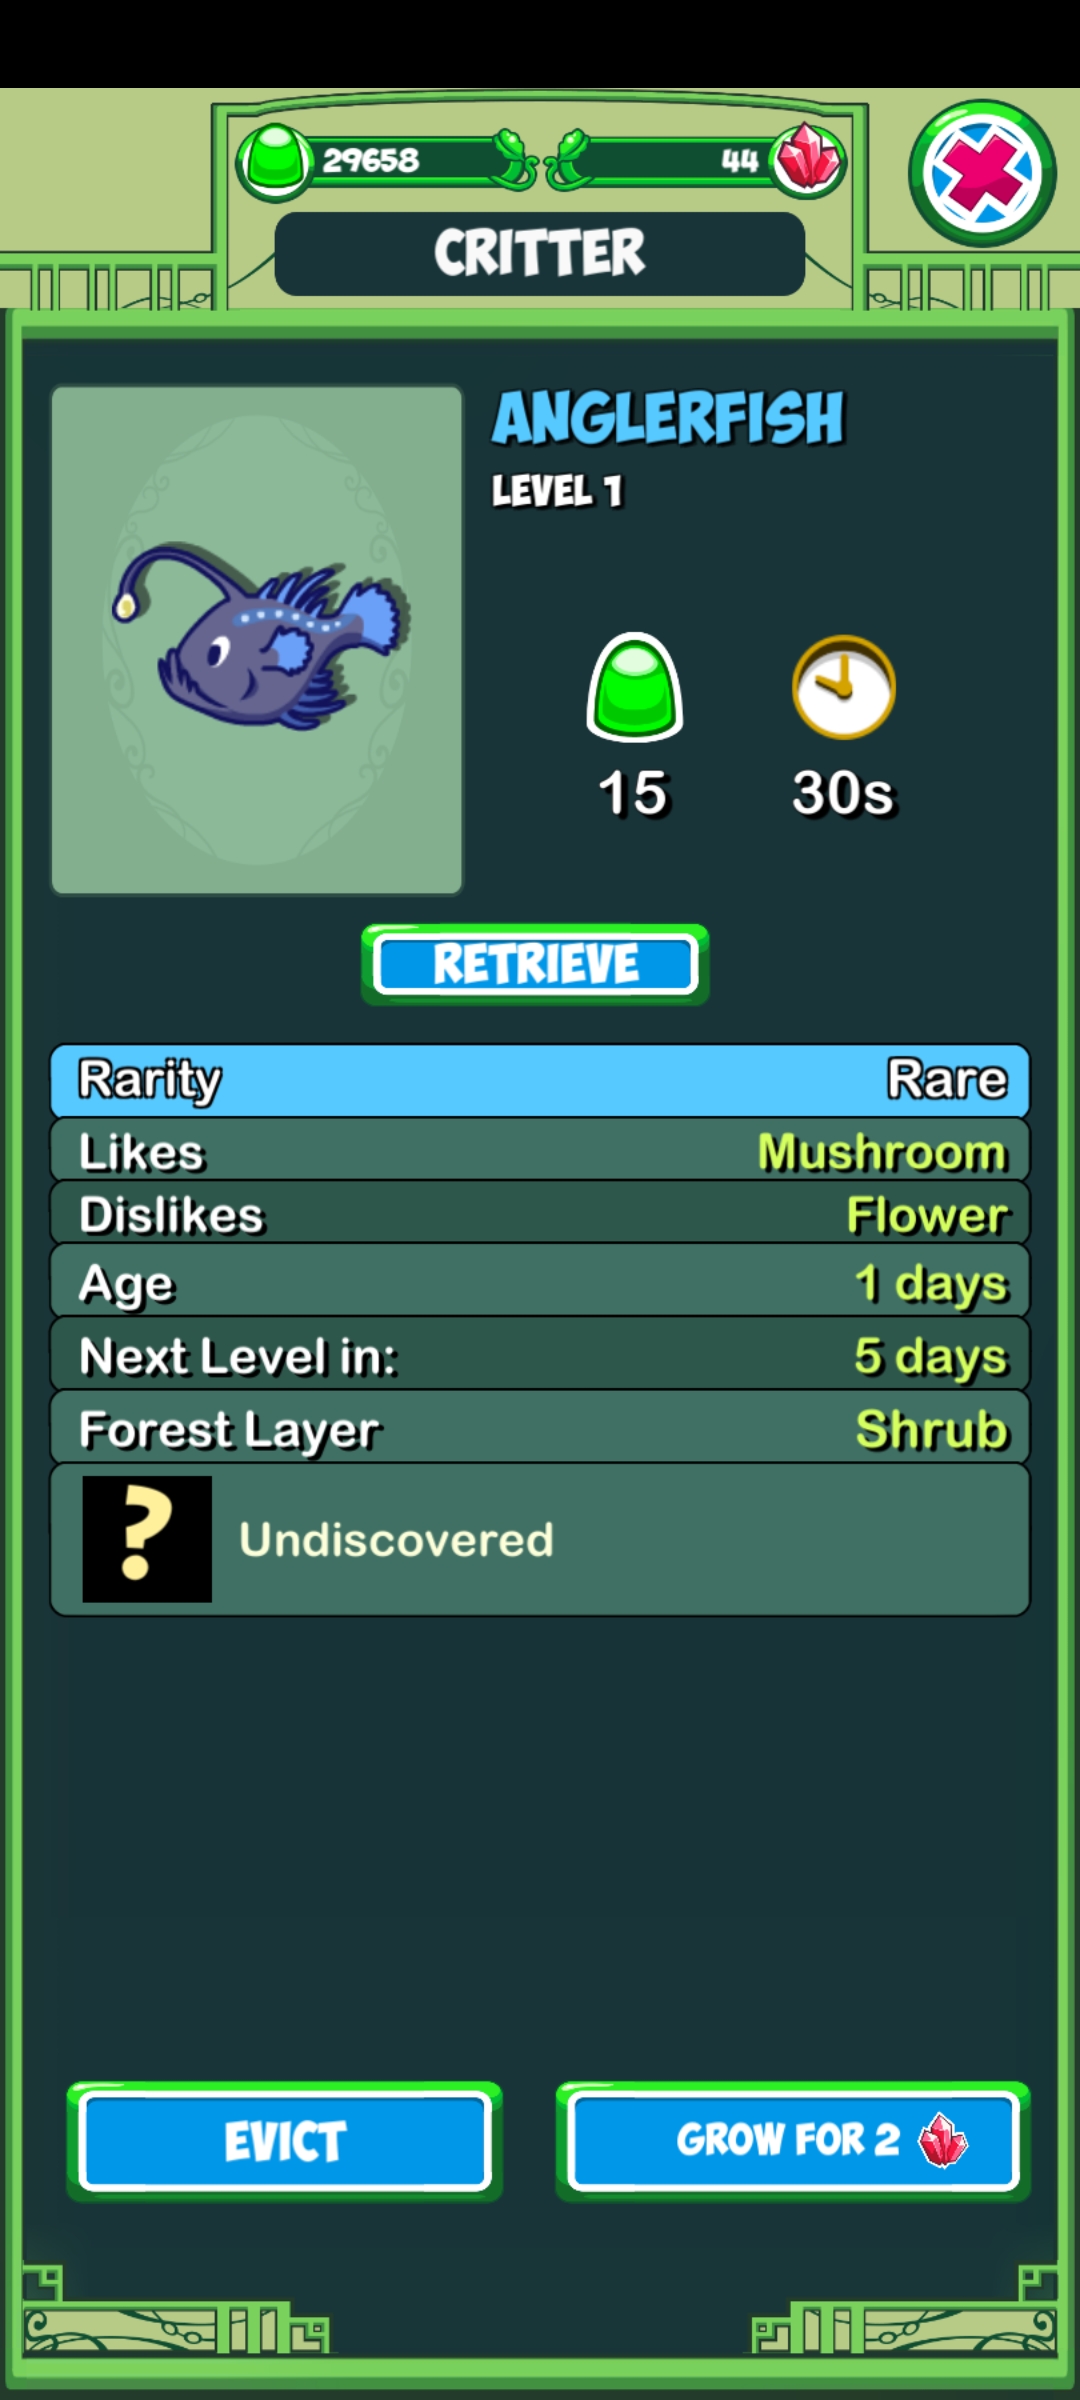 29658
44
CRITTER
ANGLERFISH
LEVEL 1
15
30s
RETRIEVE
Rarity Rare
Likes Mushroom
Dislikes Flower
Age 1 days
Next Level in: 5 days
Forest Layer Shrub
? Undiscovered
EVICT
GROW FOR 2